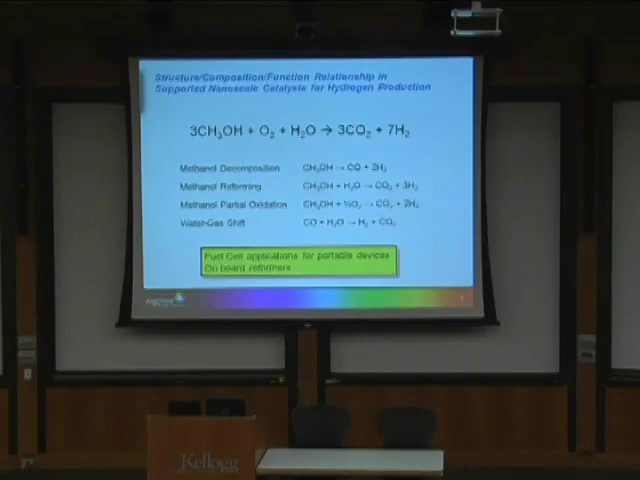 Structure/Composition/Function Relationship in
Supported Nanoscale Catalysts for Hydrogen Production
3CH₃OH + O₂ + H₂O → 3CO₂ + 7H₂
Methanol Decomposition CH₃OH → CO + 2H₂
Methanol Reforming CH₃OH + H₂O → CO₂ + 3H₂
Methanol Partial Oxidation CH₃OH + ½O₂ → CO₂ + 2H₂
Water-Gas Shift CO + H₂O → H₂ + CO₂
Fuel Cell applications for portable devices
On board reformers
Argonne
Kellogg